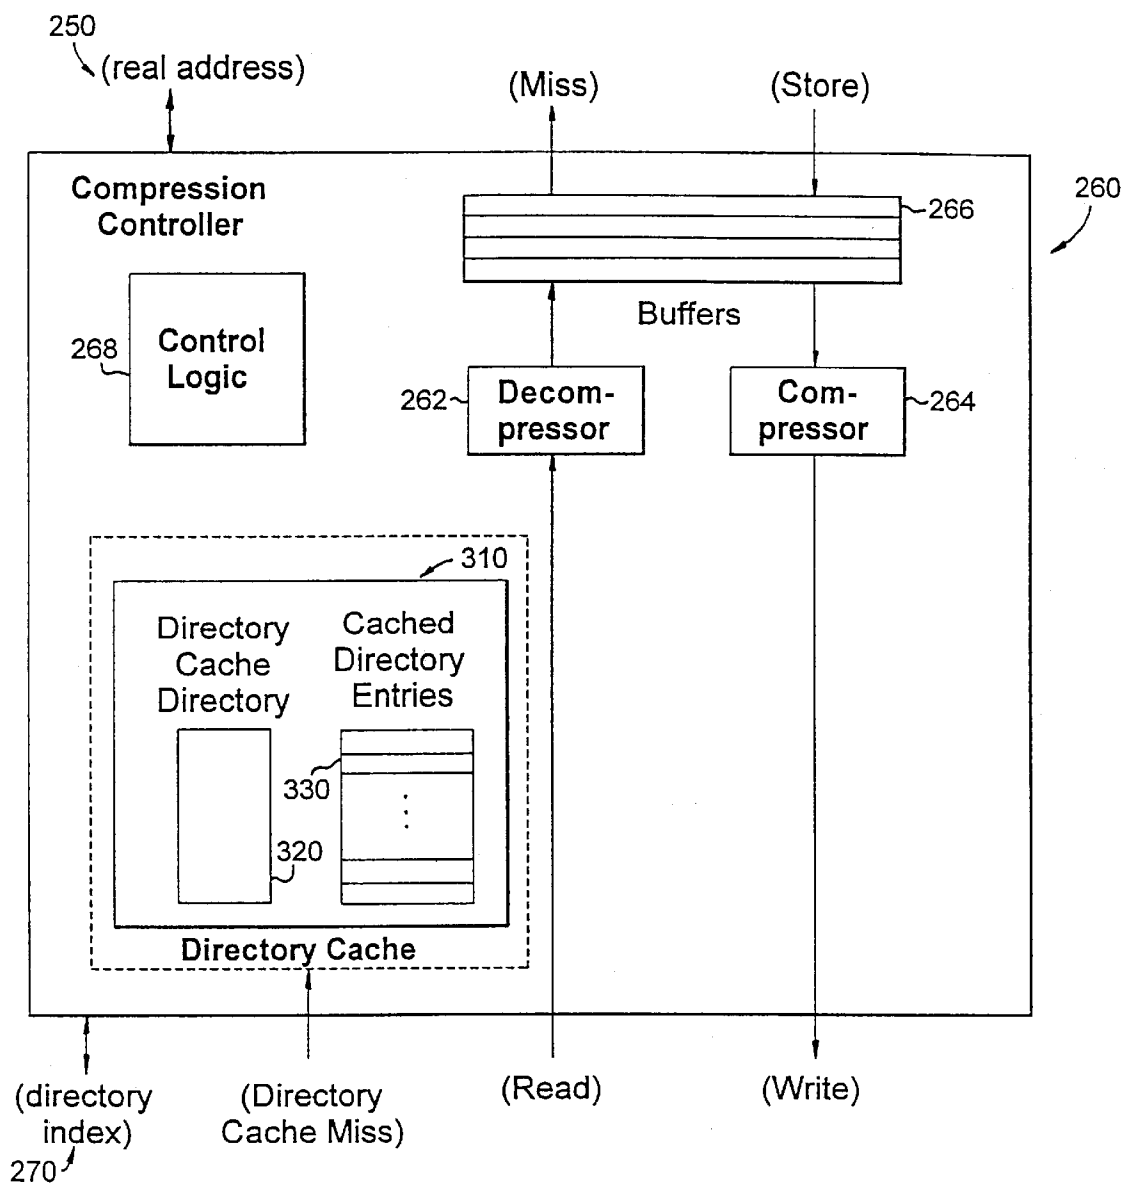 250
(real address)
(Miss)
(Store)
Compression
Controller
260
266
Buffers
Control
Logic
268
Decom-
pressor
262
Com-
pressor
264
310
Directory
Cache
Directory
Cached
Directory
Entries
330
320
Directory Cache
(directory
index)
270
(Directory
Cache Miss)
(Read)
(Write)